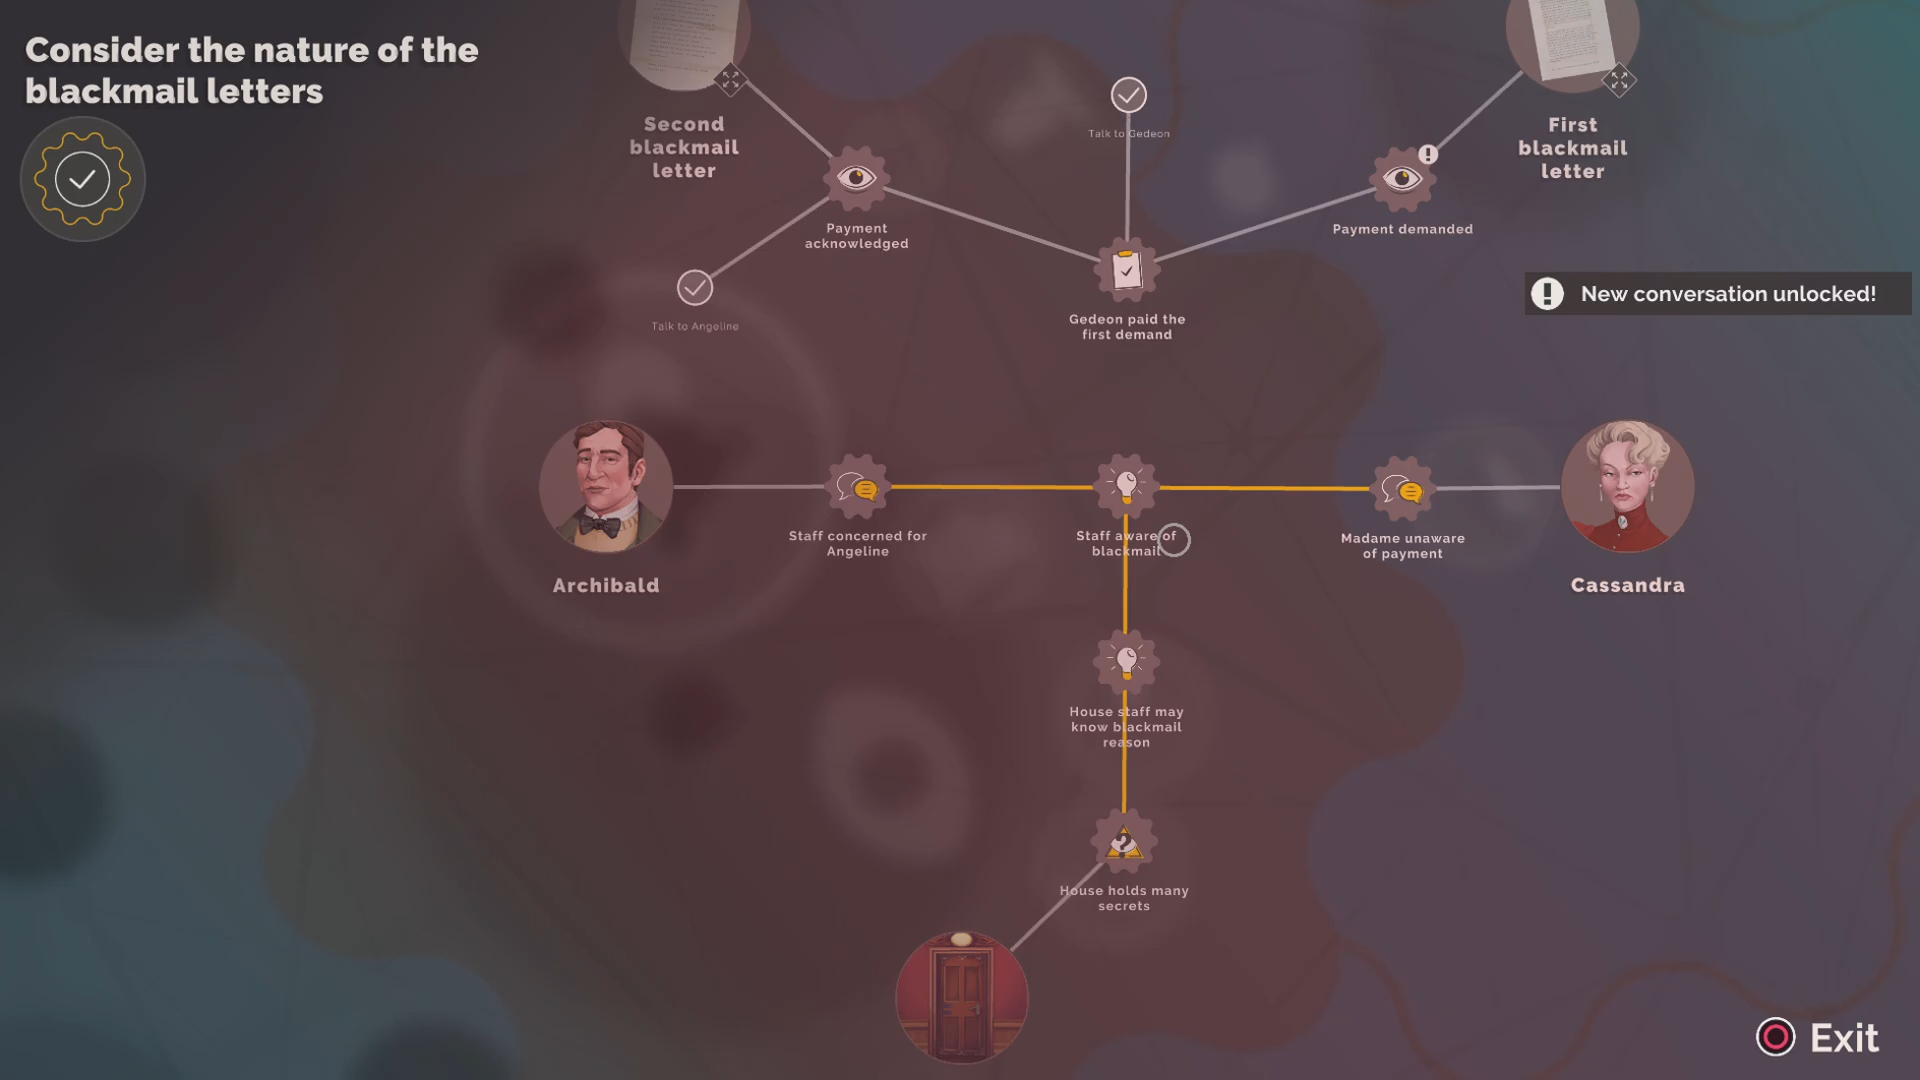 Consider the nature of the
blackmail letters
Second
blackmail
letter
Talk to Gedeon
First
blackmail
letter
Payment
acknowledged
Payment demanded
New conversation unlocked!
Talk to Angeline
Gedeon paid the
first demand
Staff concerned for
Angeline
Staff aware of
blackmail
Madame unaware
of payment
Archibald
Cassandra
House staff may
know blackmail
reason
House holds many
secrets
Exit